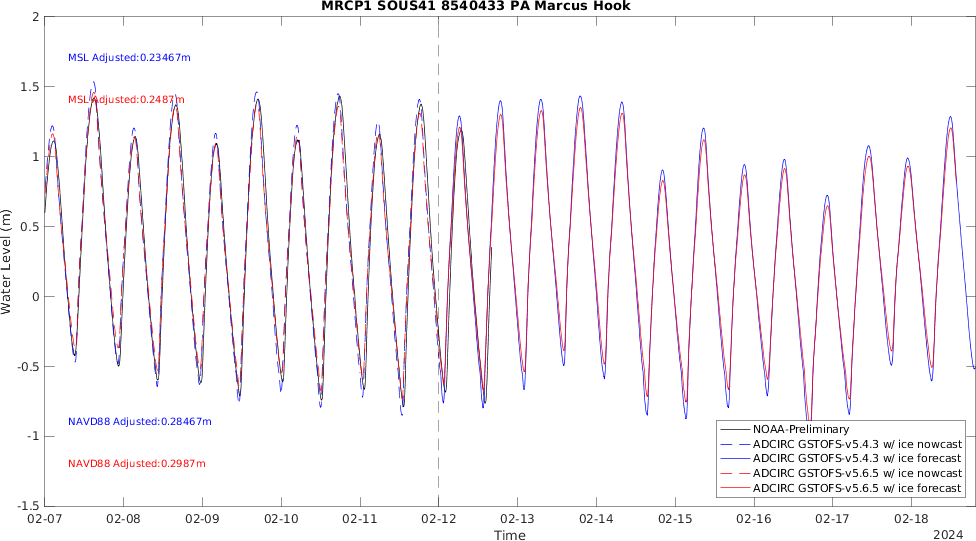 MRCP1 SOUS41 8540433 PA Marcus Hook
2
1.5
1
0.5
0
-0.5
-1
-1.5
Water Level (m)
MSL Adjusted:0.23467m
MSL Adjusted:0.2487m
NAVD88 Adjusted:0.28467m
NAVD88 Adjusted:0.2987m
NOAA-Preliminary
ADCIRC GSTOFS-v5.4.3 w/ ice nowcast
ADCIRC GSTOFS-v5.4.3 w/ ice forecast
ADCIRC GSTOFS-v5.6.5 w/ ice nowcast
ADCIRC GSTOFS-v5.6.5 w/ ice forecast
02-07 02-08 02-09 02-10 02-11 02-12 02-13 02-14 02-15 02-16 02-17 02-18
Time
2024